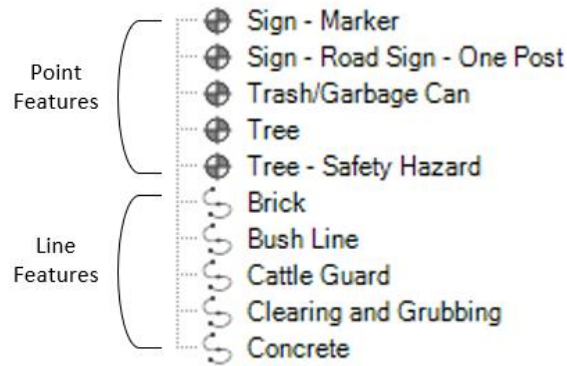 Point
Features
Sign - Marker
Sign - Road Sign - One Post
Trash/Garbage Can
Tree
Tree - Safety Hazard
Line
Features
Brick
Bush Line
Cattle Guard
Clearing and Grubbing
Concrete